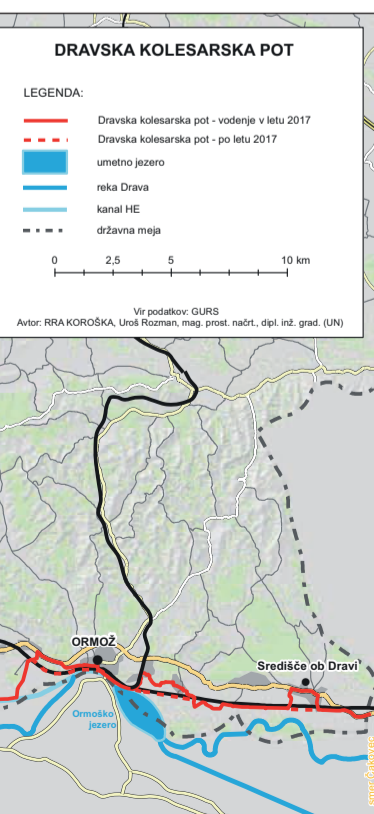 DRAVSKA KOLESARSKA POT
LEGENDA:
Dravska kolesarska pot - vodenje v letu 2017
Dravska kolesarska pot - po letu 2017
umetno jezero
reka Drava
kanal HE
državna meja
0 2,5 5 10 km
Vir podatkov: GURS
Avtor: RRA KOROŠKA, Uroš Rozman, mag. prost. načrt., dipl. inž. grad. (UN)
ORMOŽ
Središče ob Dravi
Ormoško
jezero
smer Čakovec